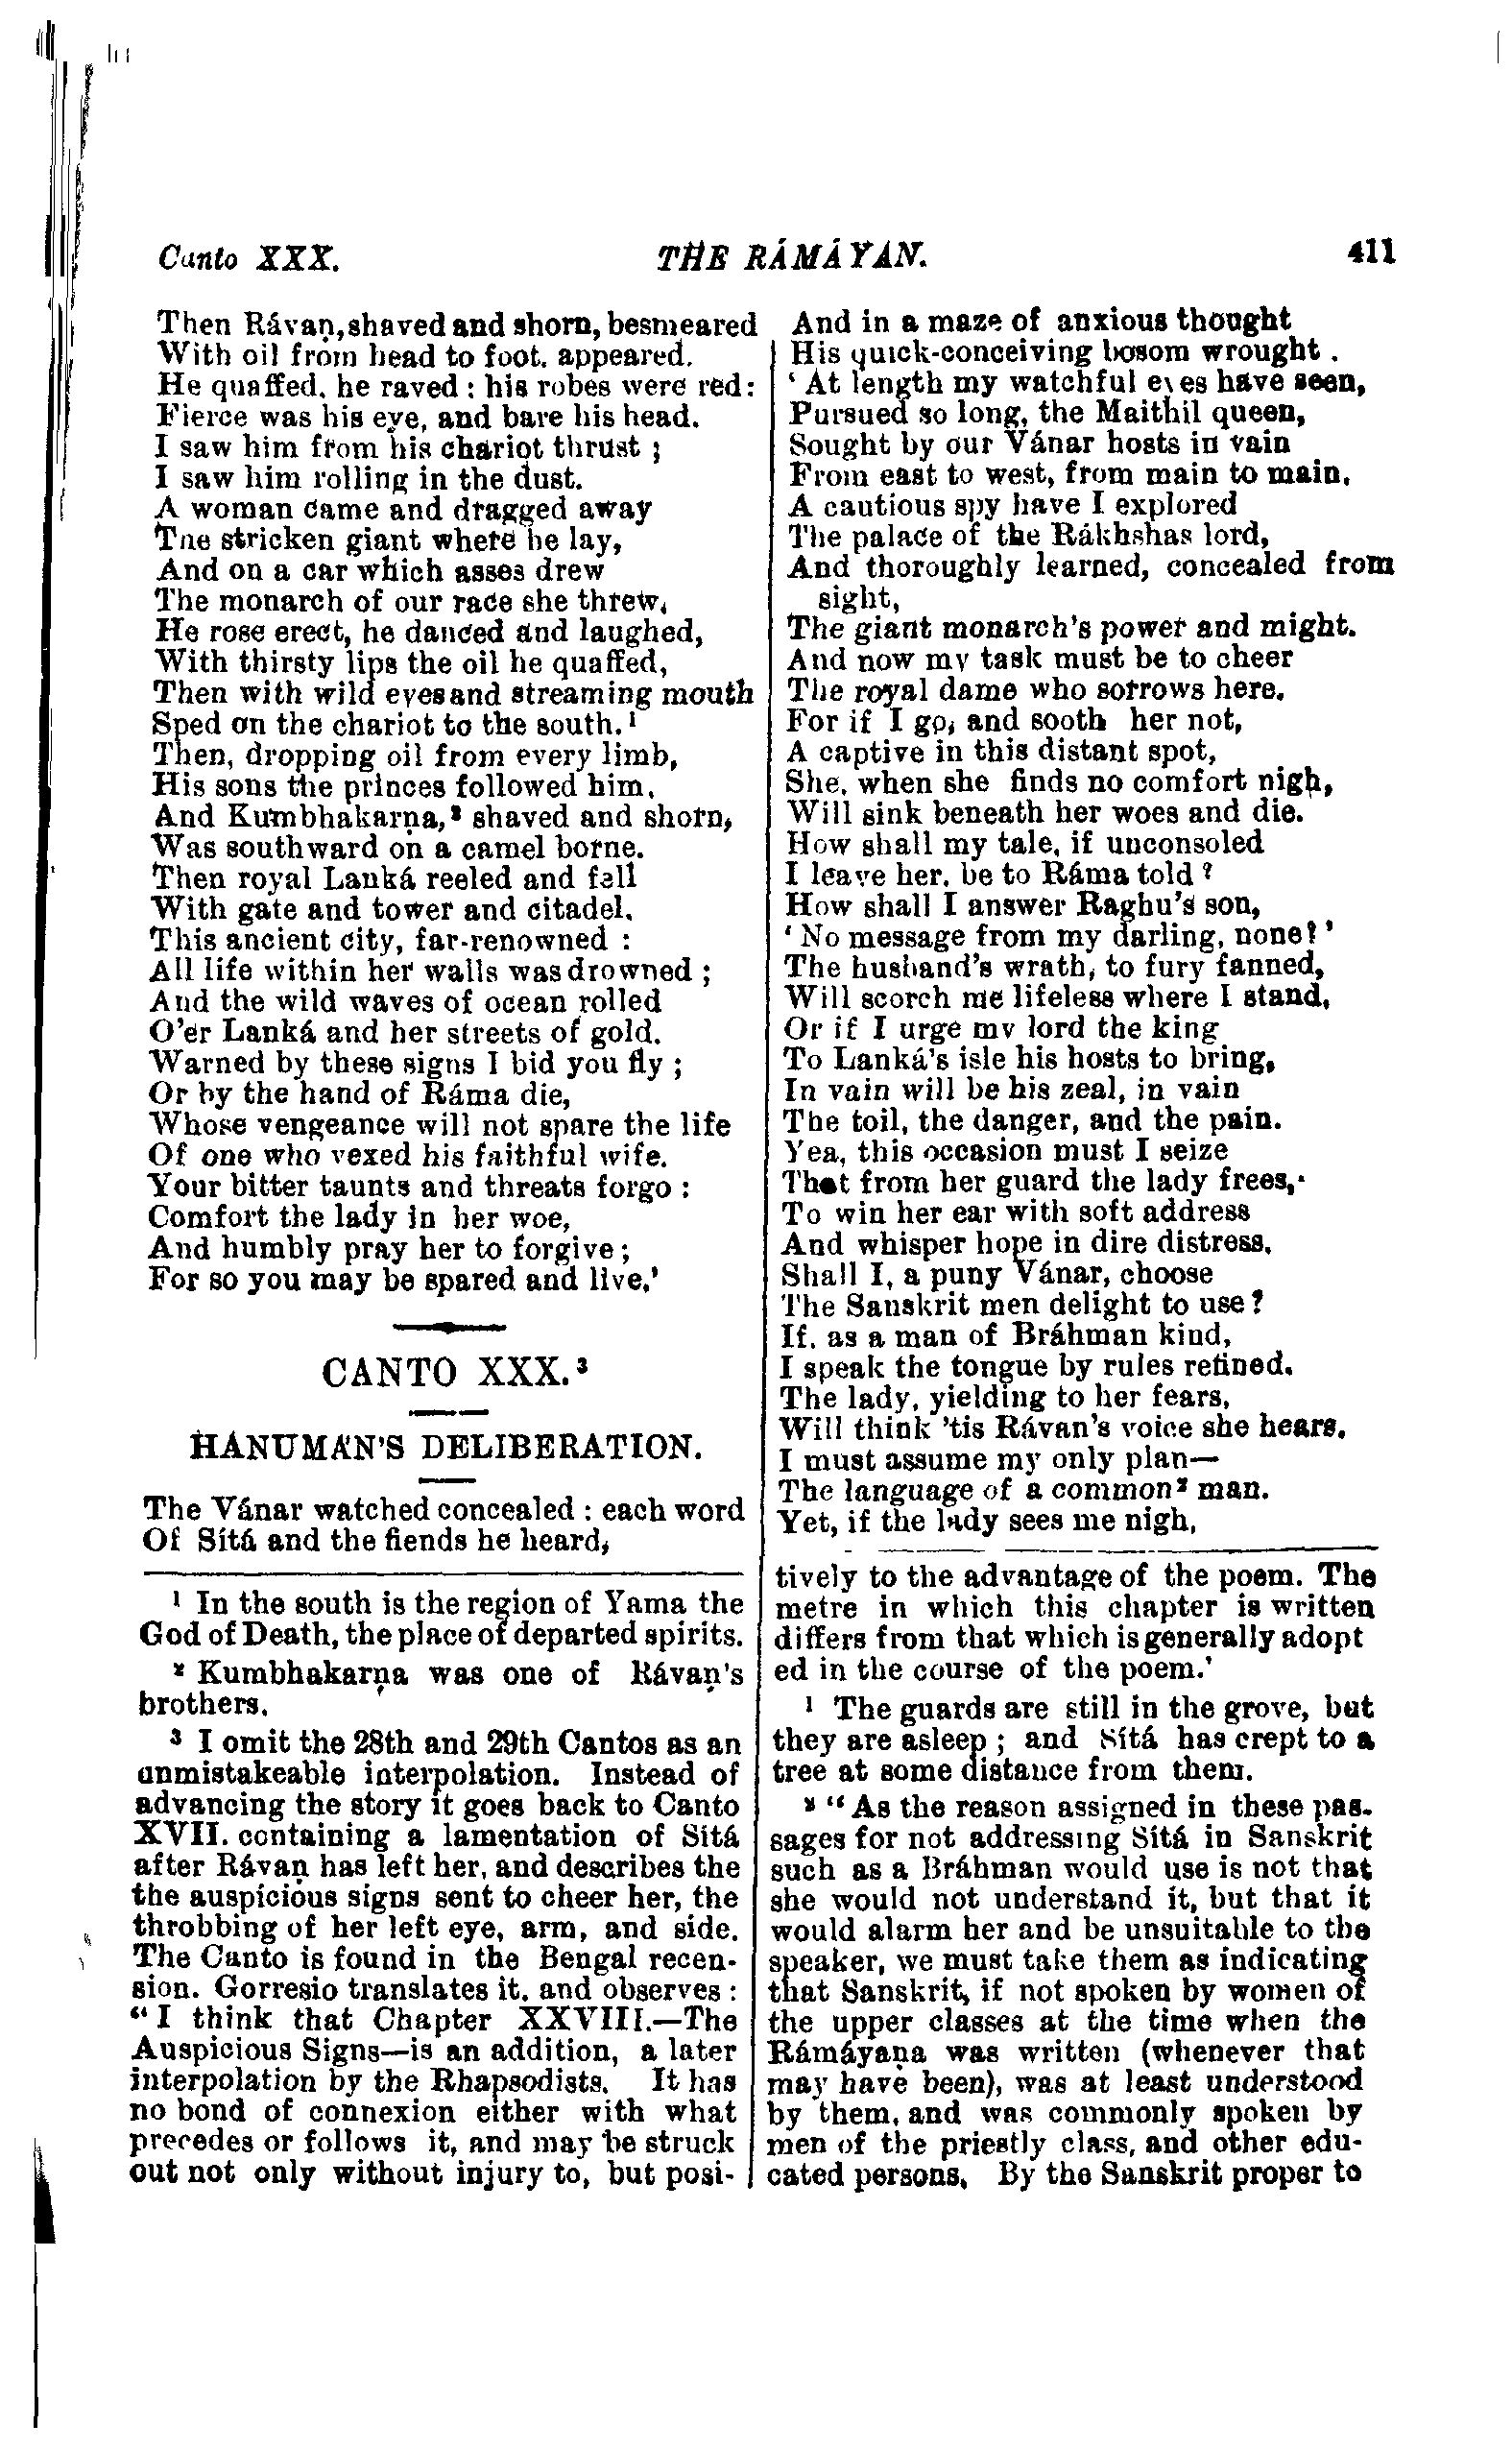 Canto XXX. THE RÁMÁYAN. 411
Then Rávaṇ, shaved and shorn, besmeared
With oil from head to foot, appeared.
He quaffed, he raved : his robes were red:
Fierce was his eye, and bare his head.
I saw him from his chariot thrust ;
I saw him rolling in the dust.
A woman came and dragged away
The stricken giant where he lay,
And on a car which asses drew
The monarch of our race she threw.
He rose erect, he danced and laughed,
With thirsty lips the oil he quaffed,
Then with wild eyes and streaming mouth
Sped on the chariot to the south.¹
Then, dropping oil from every limb,
His sons the princes followed him,
And Kumbhakarṇa,² shaved and shorn,
Was southward on a camel borne.
Then royal Lanká reeled and fell
With gate and tower and citadel.
This ancient city, far-renowned :
All life within her walls was drowned ;
And the wild waves of ocean rolled
O'er Lanká and her streets of gold.
Warned by these signs I bid you fly ;
Or by the hand of Ráma die,
Whose vengeance will not spare the life
Of one who vexed his faithful wife.
Your bitter taunts and threats forgo :
Comfort the lady in her woe,
And humbly pray her to forgive ;
For so you may be spared and live.'
CANTO XXX.³
HANUMÁN'S DELIBERATION.
The Vánar watched concealed : each word
Of Sítá and the fiends he heard,
¹ In the south is the region of Yama the
God of Death, the place of departed spirits.
² Kumbhakarṇa was one of Rávaṇ's
brothers.
³ I omit the 28th and 29th Cantos as an
unmistakeable interpolation. Instead of
advancing the story it goes back to Canto
XVII. containing a lamentation of Sítá
after Rávaṇ has left her, and describes the
the auspicious signs sent to cheer her, the
throbbing of her left eye, arm, and side.
The Canto is found in the Bengal recen-
sion. Gorresio translates it, and observes :
"I think that Chapter XXVIII.—The
Auspicious Signs—is an addition, a later
interpolation by the Rhapsodists. It has
no bond of connexion either with what
precedes or follows it, and may be struck
out not only without injury to, but posi-
And in a maze of anxious thought
His quick-conceiving bosom wrought .
'At length my watchful eyes have seen,
Pursued so long, the Maithil queen,
Sought by our Vánar hosts in vain
From east to west, from main to main.
A cautious spy have I explored
The palace of the Rákhshas lord,
And thoroughly learned, concealed from
sight,
The giant monarch's power and might.
And now my task must be to cheer
The royal dame who sorrows here.
For if I go, and sooth her not,
A captive in this distant spot,
She, when she finds no comfort nigh,
Will sink beneath her woes and die.
How shall my tale, if unconsoled
I leave her, be to Ráma told ?
How shall I answer Raghu's son,
'No message from my darling, none?'
The husband's wrath, to fury fanned,
Will scorch me lifeless where I stand,
Or if I urge my lord the king
To Lanká's isle his hosts to bring,
In vain will be his zeal, in vain
The toil, the danger, and the pain.
Yea, this occasion must I seize
That from her guard the lady frees,¹
To win her ear with soft address
And whisper hope in dire distress.
Shall I, a puny Vánar, choose
The Sanskrit men delight to use?
If, as a man of Bráhman kind,
I speak the tongue by rules refined,
The lady, yielding to her fears,
Will think 'tis Rávan's voice she hears.
I must assume my only plan—
The language of a common² man.
Yet, if the lady sees me nigh,
tively to the advantage of the poem. The
metre in which this chapter is written
differs from that which is generally adopt
ed in the course of the poem.'
¹ The guards are still in the grove, but
they are asleep ; and Sítá has crept to a
tree at some distance from them.
² "As the reason assigned in these pas-
sages for not addressing Sítá in Sanskrit
such as a Bráhman would use is not that
she would not understand it, but that it
would alarm her and be unsuitable to the
speaker, we must take them as indicating
that Sanskrit, if not spoken by women of
the upper classes at the time when the
Rámáyaṇa was written (whenever that
may have been), was at least understood
by them, and was commonly spoken by
men of the priestly class, and other edu-
cated persons. By the Sanskrit proper to